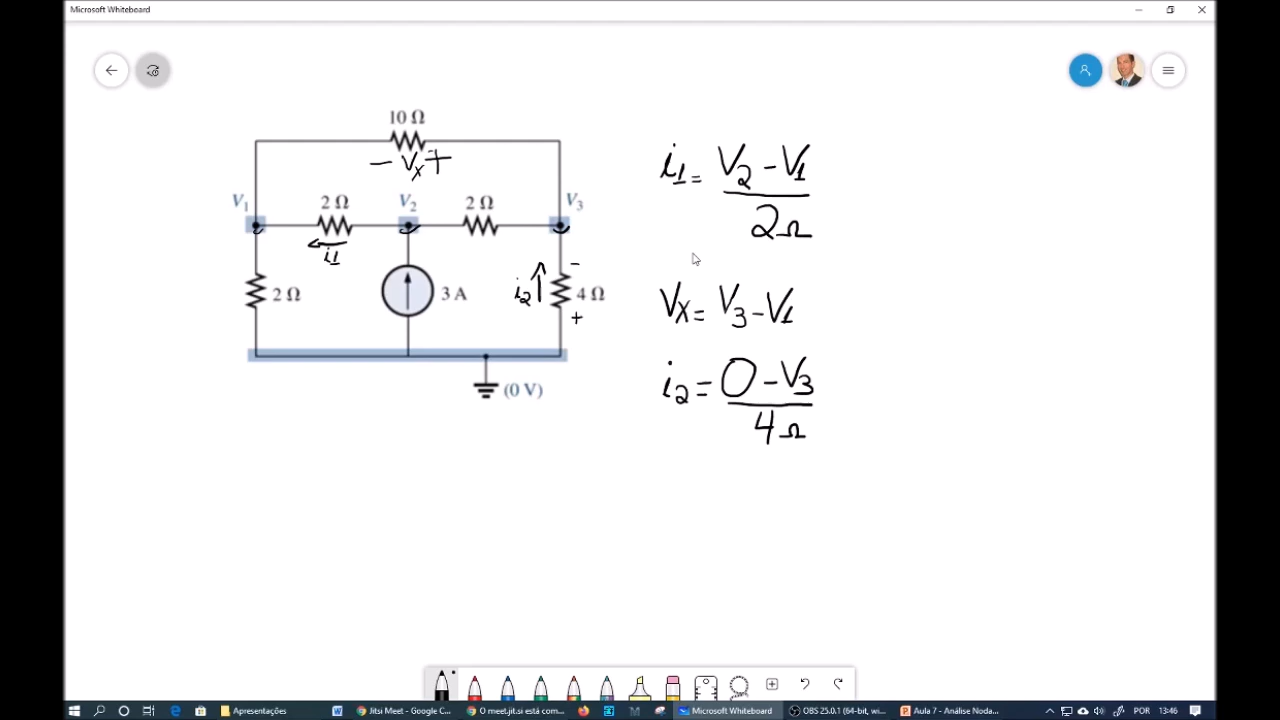 Microsoft Whiteboard
10 Ω
− Vx +
V1
2 Ω
V2
2 Ω
V3
i1
2 Ω
3 A
i2
−
4 Ω
+
(0 V)
i1 = V2 − V1
2Ω
Vx = V3 − V1
i2 = 0 − V3
4Ω
Apresentações
Jitsi Meet - Google C...
O meet.jit.si está com...
Microsoft Whiteboard
OBS 25.0.1 (64-bit, wi...
Aula 7 - Análise Noda...
POR
13:46